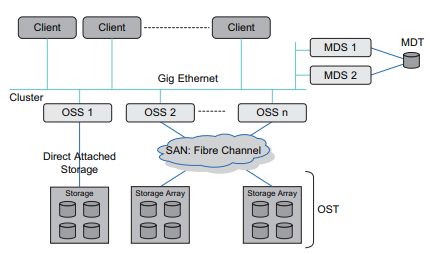 Client Client Client
MDS 1
MDT
MDS 2
Gig Ethernet
Cluster
OSS 1 OSS 2 OSS n
SAN: Fibre Channel
Direct Attached
Storage
Storage Storage Array Storage Array
OST